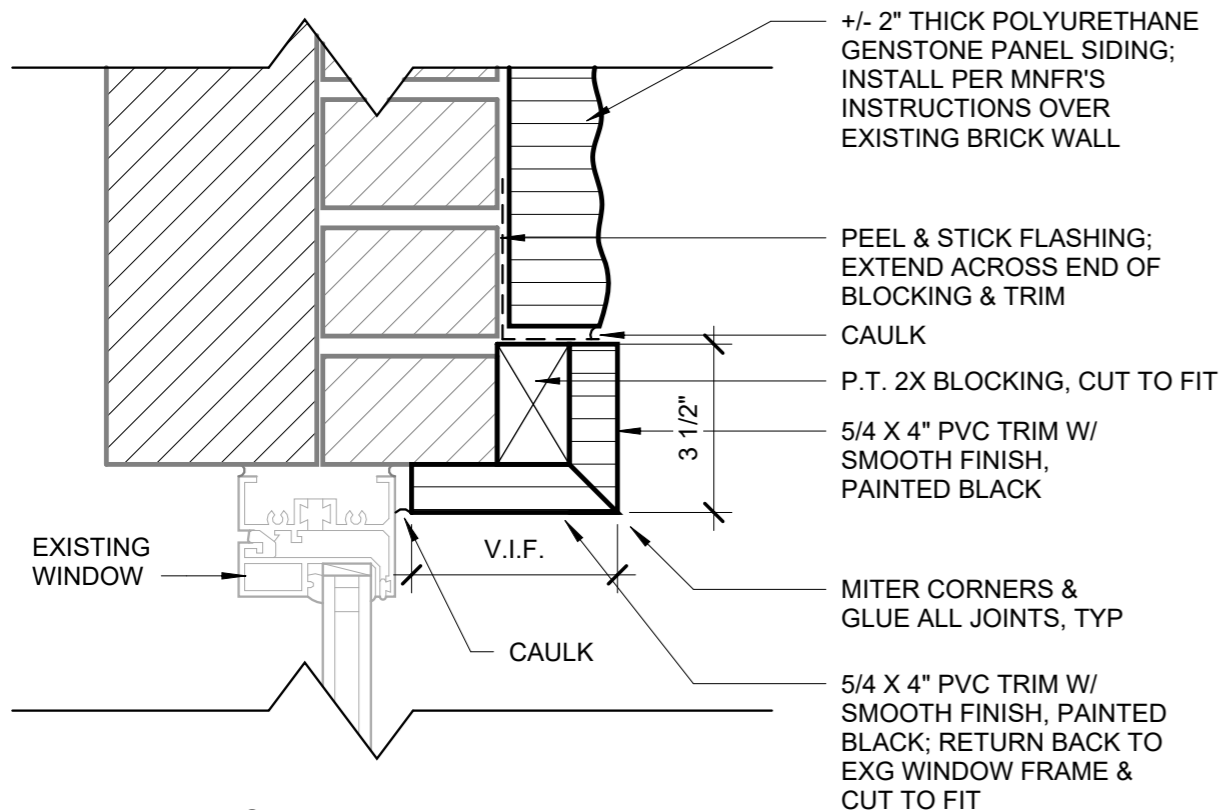 +/- 2" THICK POLYURETHANE
GENSTONE PANEL SIDING;
INSTALL PER MNFR'S
INSTRUCTIONS OVER
EXISTING BRICK WALL
PEEL & STICK FLASHING;
EXTEND ACROSS END OF
BLOCKING & TRIM
CAULK
P.T. 2X BLOCKING, CUT TO FIT
3 1/2"
5/4 X 4" PVC TRIM W/
SMOOTH FINISH,
PAINTED BLACK
EXISTING
WINDOW
V.I.F.
MITER CORNERS &
GLUE ALL JOINTS, TYP
CAULK
5/4 X 4" PVC TRIM W/
SMOOTH FINISH, PAINTED
BLACK; RETURN BACK TO
EXG WINDOW FRAME &
CUT TO FIT